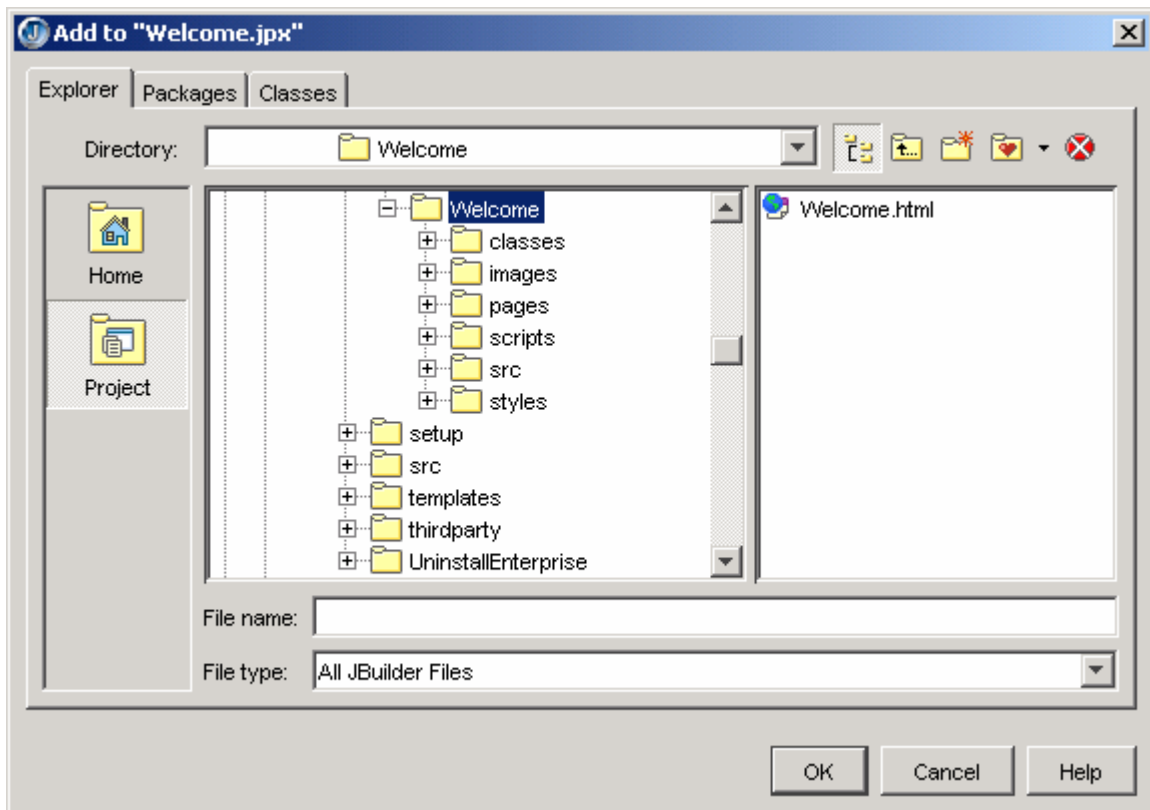 Add to "Welcome.jpx"
Explorer Packages Classes
Directory: Welcome
Home
Project
Welcome
classes
images
pages
scripts
src
styles
setup
src
templates
thirdparty
UninstallEnterprise
Welcome.html
File name:
File type: All JBuilder Files
OK Cancel Help